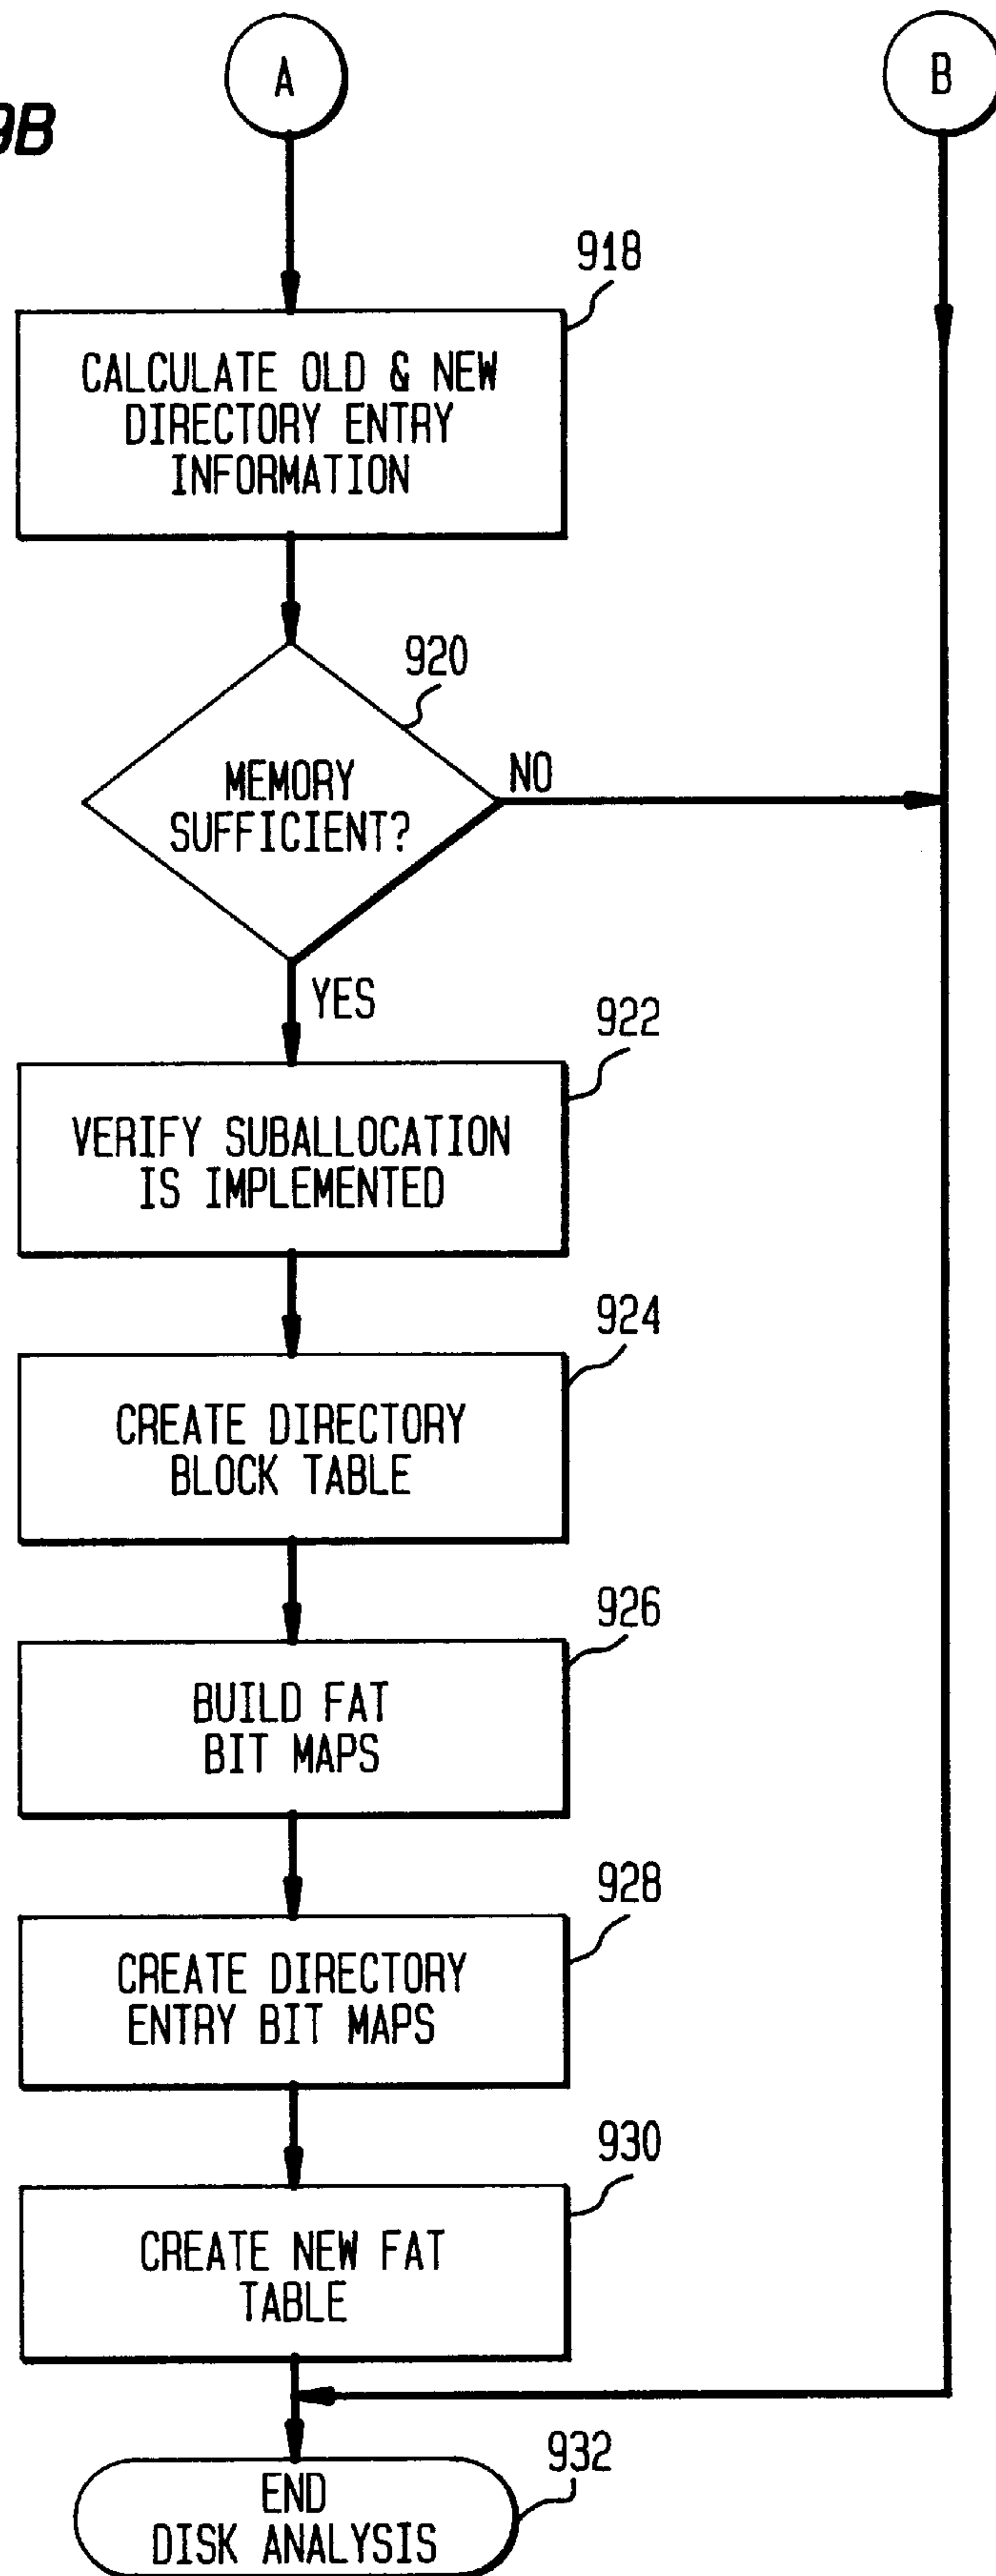 9B
A
B
918
CALCULATE OLD & NEW
DIRECTORY ENTRY
INFORMATION
920
MEMORY
SUFFICIENT?
NO
YES
922
VERIFY SUBALLOCATION
IS IMPLEMENTED
924
CREATE DIRECTORY
BLOCK TABLE
926
BUILD FAT
BIT MAPS
928
CREATE DIRECTORY
ENTRY BIT MAPS
930
CREATE NEW FAT
TABLE
932
END
DISK ANALYSIS